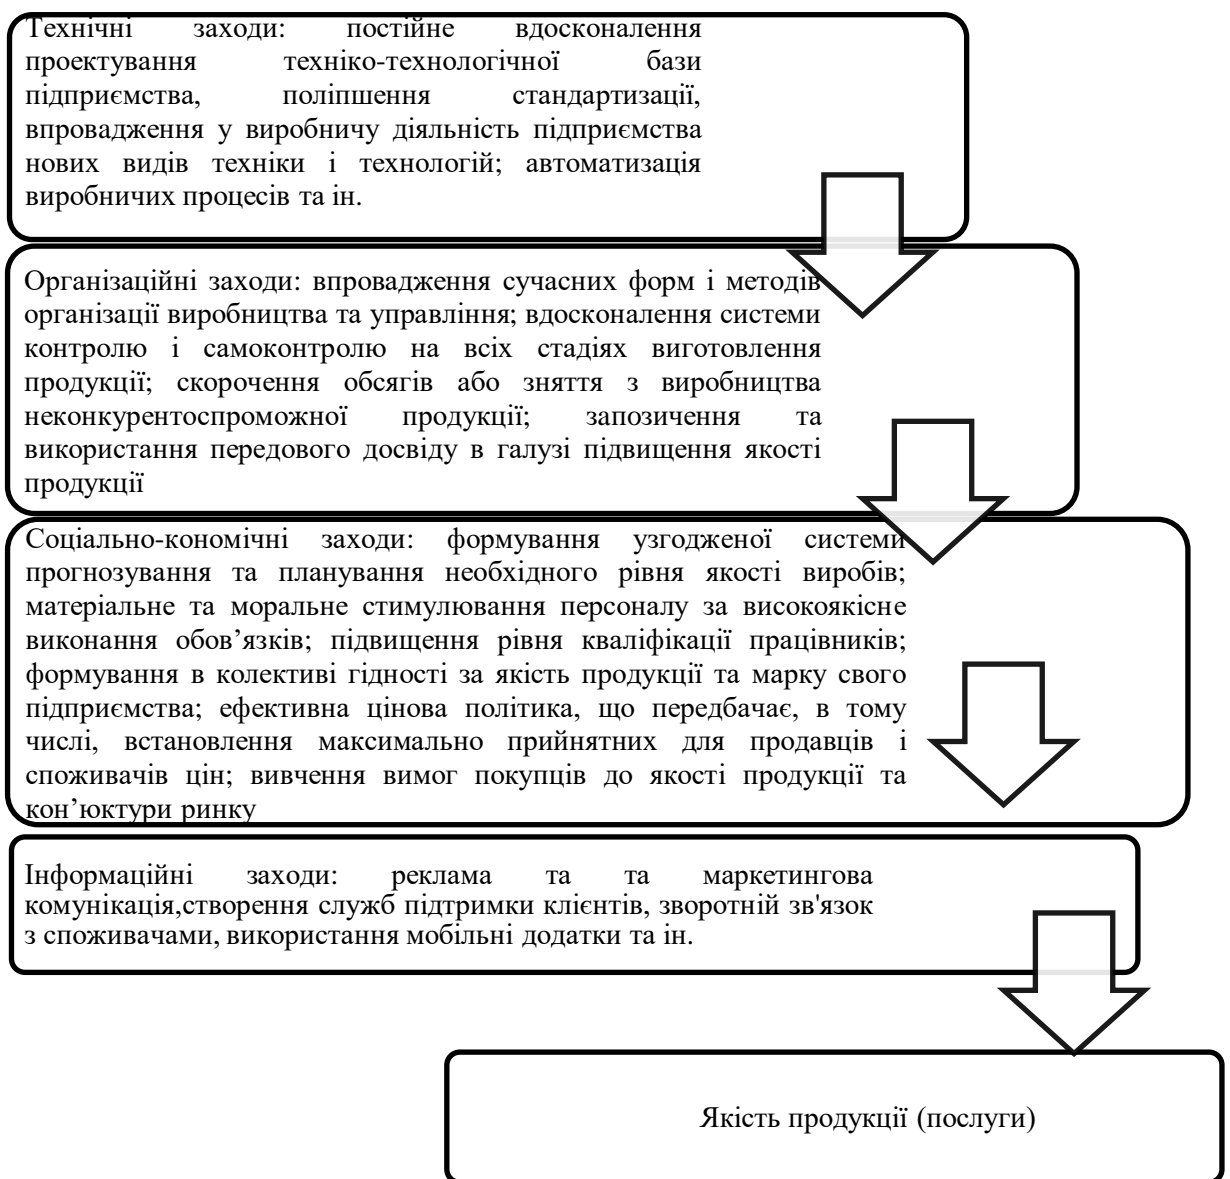 Технічні заходи: постійне вдосконалення
проектування техніко-технологічної бази
підприємства, поліпшення стандартизації,
впровадження у виробничу діяльність підприємства
нових видів техніки і технологій; автоматизація
виробничих процесів та ін.
Організаційні заходи: впровадження сучасних форм і методів
організації виробництва та управління; вдосконалення системи
контролю і самоконтролю на всіх стадіях виготовлення
продукції; скорочення обсягів або зняття з виробництва
неконкурентоспроможної продукції; запозичення та
використання передового досвіду в галузі підвищення якості
продукції
Соціально-кономічні заходи: формування узгодженої системи
прогнозування та планування необхідного рівня якості виробів;
матеріальне та моральне стимулювання персоналу за високоякісне
виконання обов’язків; підвищення рівня кваліфікації працівників;
формування в колективі гідності за якість продукції та марку свого
підприємства; ефективна цінова політика, що передбачає, в тому
числі, встановлення максимально прийнятних для продавців і
споживачів цін; вивчення вимог покупців до якості продукції та
кон’юктури ринку
Інформаційні заходи: реклама та та маркетингова
комунікація,створення служб підтримки клієнтів, зворотній зв'язок
з споживачами, використання мобільні додатки та ін.
Якість продукції (послуги)